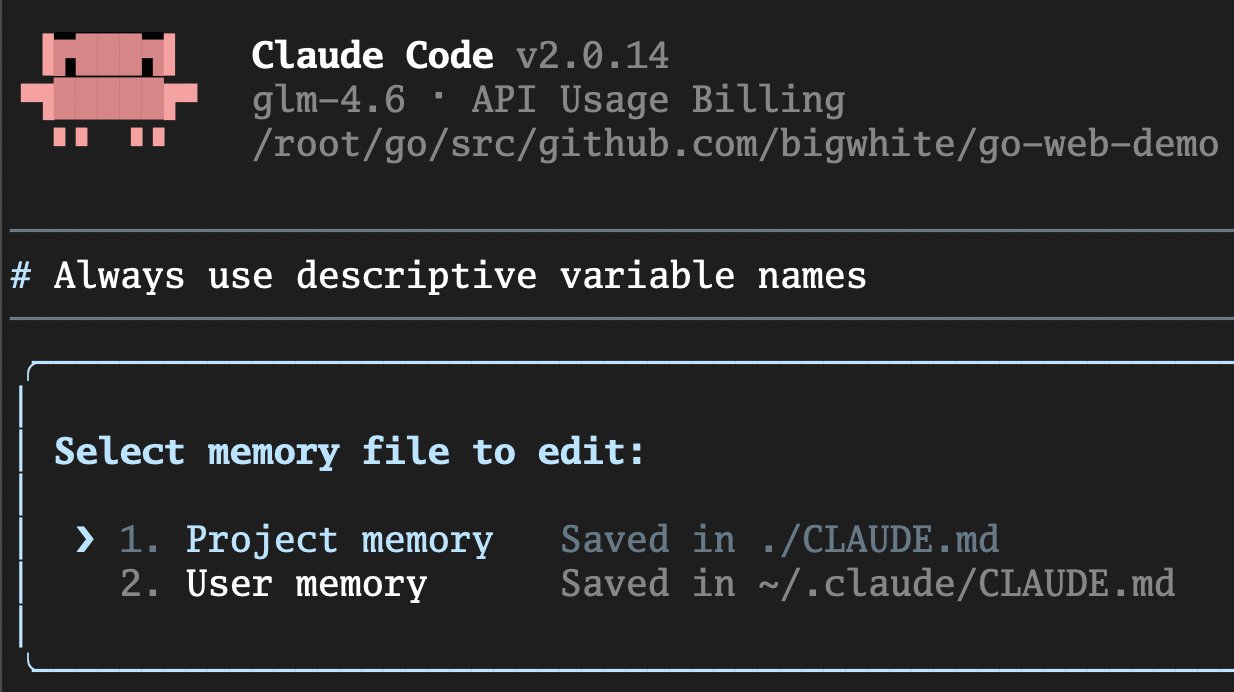 Claude Code v2.0.14
glm-4.6 · API Usage Billing
/root/go/src/github.com/bigwhite/go-web-demo
# Always use descriptive variable names
Select memory file to edit:
❯ 1. Project memory   Saved in ./CLAUDE.md
2. User memory   Saved in ~/.claude/CLAUDE.md